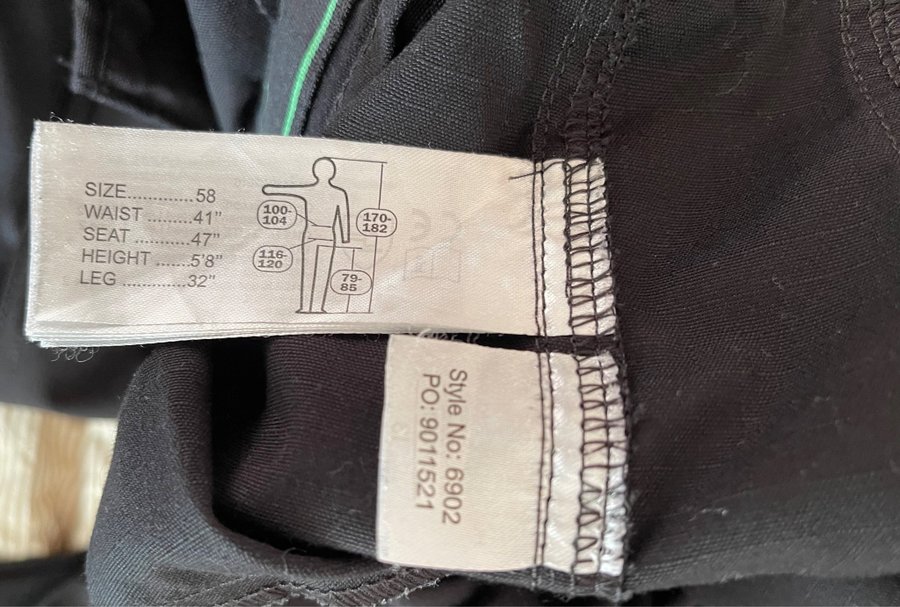 SIZE............58
WAIST ........41"
SEAT .........47"
HEIGHT .......5'8"
LEG .............32"
100-
104
170-
182
116-
120
79-
85
Style No: 6902
PO: 9011521